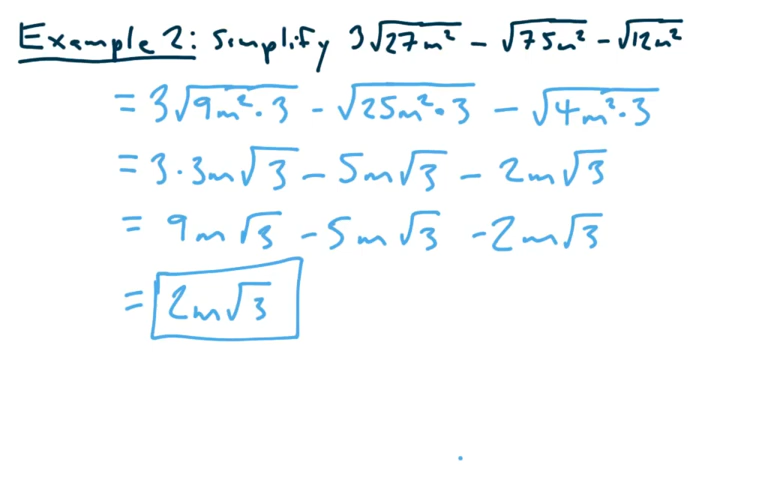 Example 2: Simplify 3√27m² - √75m² - √12m²
= 3√9m²·3 - √25m²·3 - √4m²·3
= 3·3m√3 - 5m√3 - 2m√3
= 9m√3 - 5m√3 - 2m√3
= 2m√3